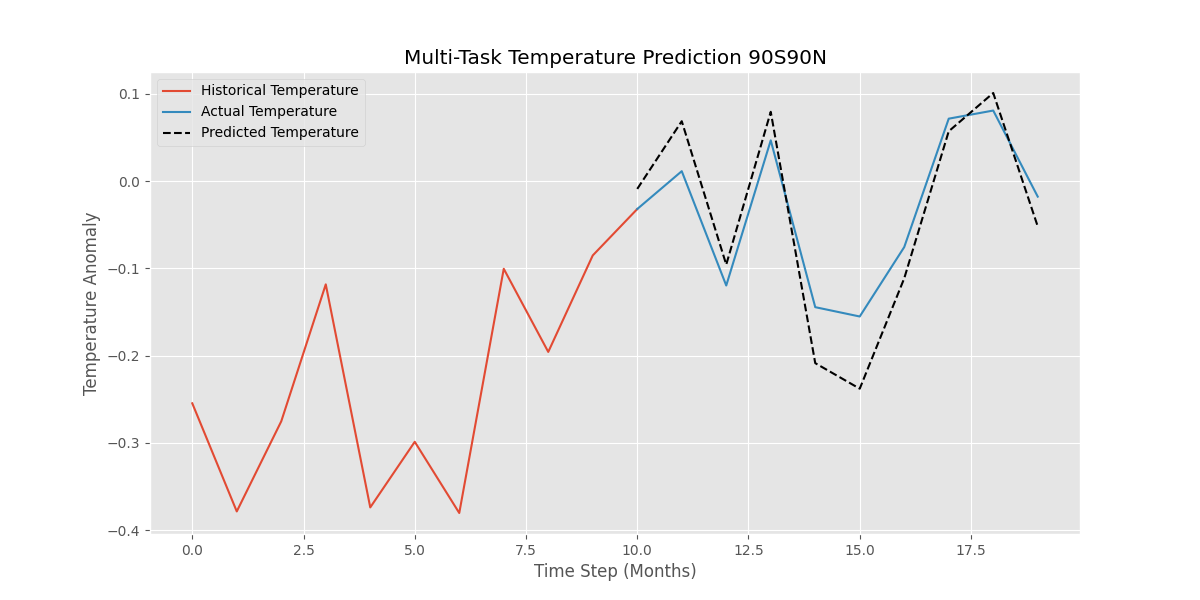 Multi-Task Temperature Prediction 90S90N
Historical Temperature
Actual Temperature
Predicted Temperature
Temperature Anomaly
0.1
0.0
−0.1
−0.2
−0.3
−0.4
0.0 2.5 5.0 7.5 10.0 12.5 15.0 17.5
Time Step (Months)